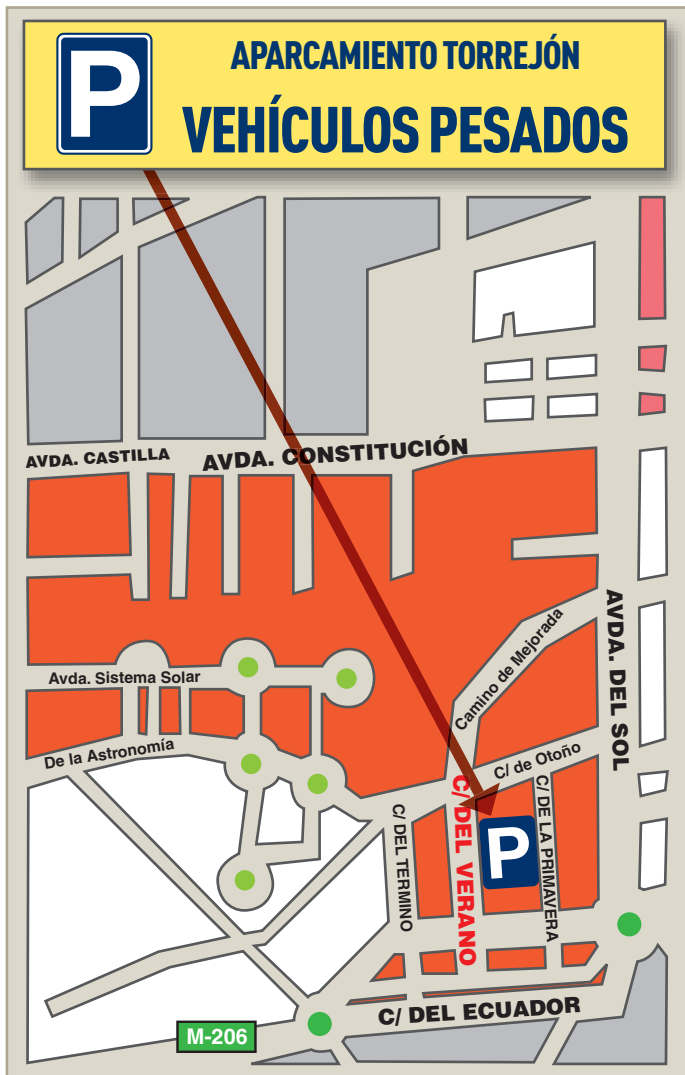 P
APARCAMIENTO TORREJÓN
VEHÍCULOS PESADOS
AVDA. CASTILLA
AVDA. CONSTITUCIÓN
AVDA. DEL SOL
Camino de Mejorada
Avda. Sistema Solar
De la Astronomía
C/ de Otoño
C/ DEL TERMINO
C/ DEL VERANO
P
C/ DE LA PRIMAVERA
C/ DEL ECUADOR
M-206